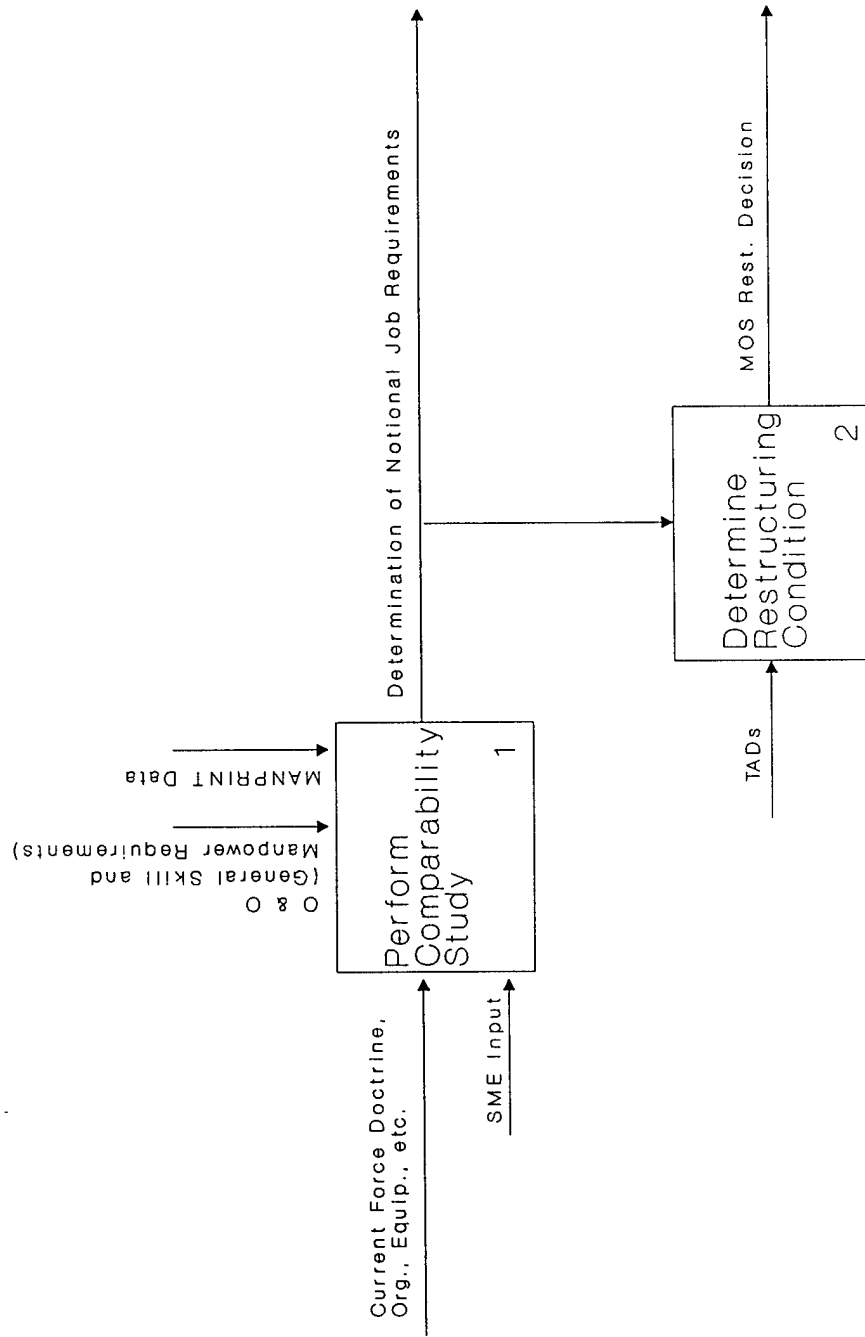 O & O
(General Skill and
Manpower Requirements)
MANPRINT Data
Current Force Doctrine,
Org., Equip., etc.
SME Input
Perform
Comparability
Study
1
Determination of Notional Job Requirements
TADs
Determine
Restructuring
Condition
2
MOS Rest. Decision